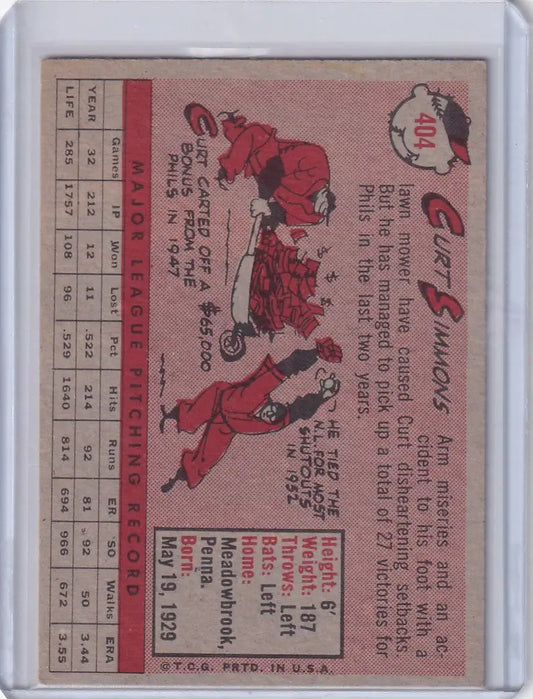 404
CURT SIMMONS
Arm miseries and an ac-
cident to his foot with a
lawn mower have caused Curt disheartening setbacks
But he has managed to pick up a total of 27 victories for
Phils in the last two years.
$ $ $
CURT CARTED OFF A $65,000
BONUS FROM THE
PHILS IN 1947
HE TIED THE
N.L. FOR MOST
SHUTOUTS
IN 1952
Height: 6'
Weight: 187
Throws: Left
Bats: Left
Home:
Meadowbrook,
Penna.
Born:
May 19, 1929
MAJOR LEAGUE PITCHING RECORD
Games IP Won Lost Pct Hits Runs ER SO Walks ERA
YEAR 32 212 12 11 .522 214 92 81 92 50 3.44
LIFE 285 1757 108 96 .529 1640 814 694 966 672 3.55
© T.C.G. PRTD. IN U.S.A.